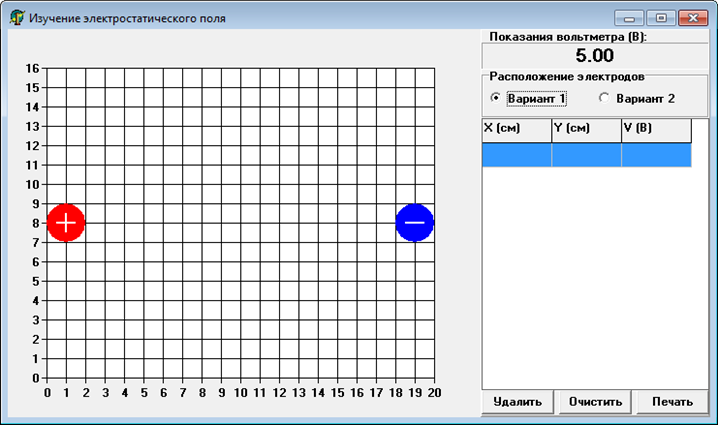 Изучение электростатического поля
Показания вольтметра (В):
5.00
Расположение электродов
Вариант 1 Вариант 2
X (см) Y (см) V (В)
16
15
14
13
12
11
10
9
8
7
6
5
4
3
2
1
0
0 1 2 3 4 5 6 7 8 9 10 11 12 13 14 15 16 17 18 19 20
Удалить Очистить Печать